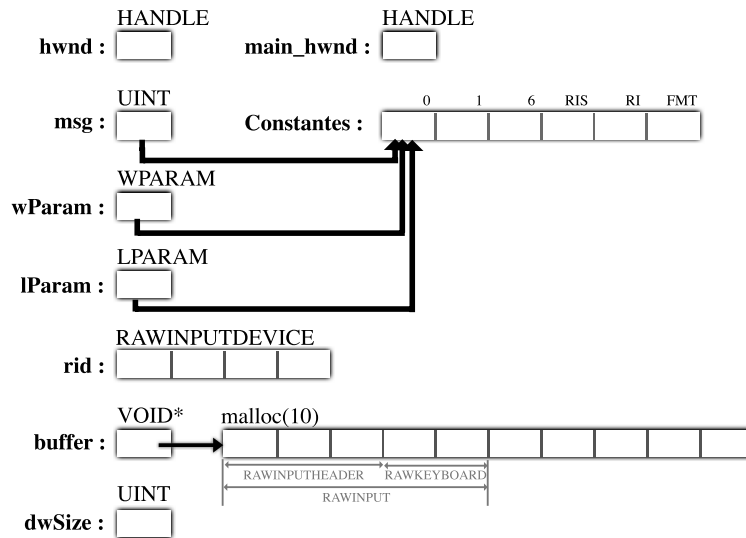 HANDLE HANDLE
hwnd : main_hwnd :
UINT 0 1 6 RIS RI FMT
msg : Constantes :
WPARAM
wParam :
LPARAM
lParam :
RAWINPUTDEVICE
rid :
VOID* malloc(10)
buffer :
RAWINPUTHEADER RAWKEYBOARD
RAWINPUT
UINT
dwSize :